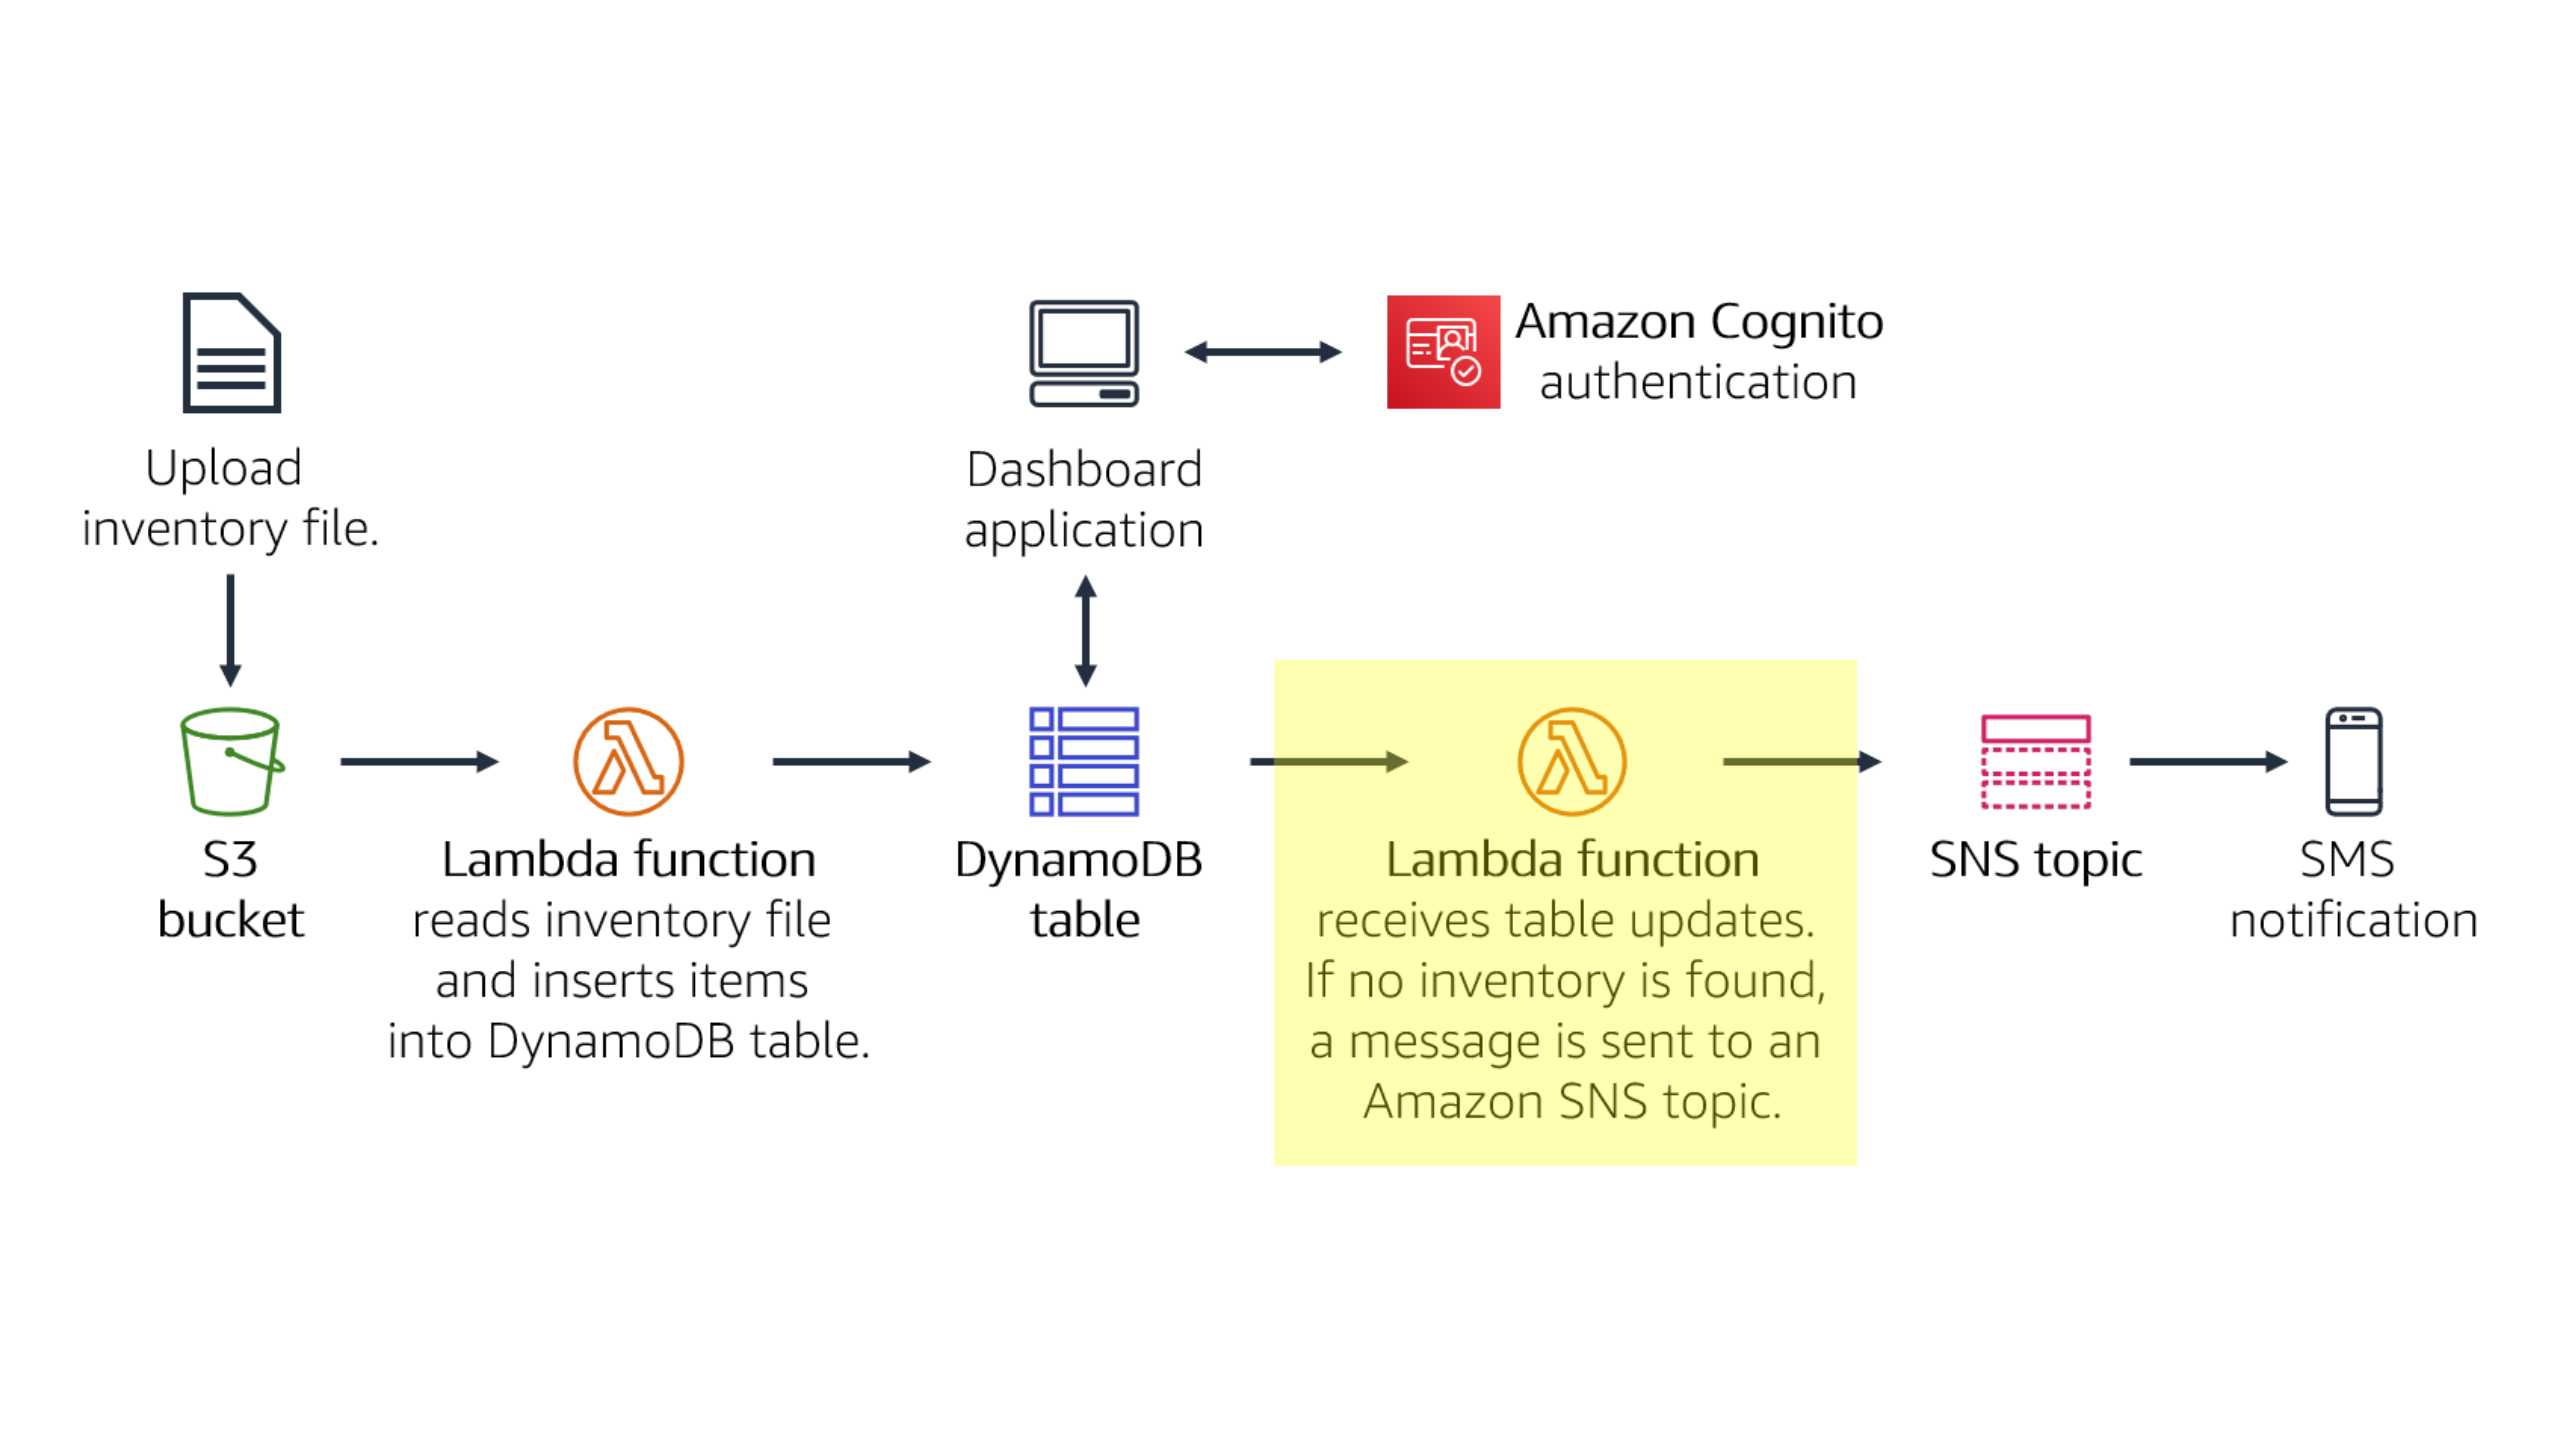 Upload
inventory file.
Dashboard
application
Amazon Cognito
authentication
S3
bucket
Lambda function
reads inventory file
and inserts items
into DynamoDB table.
DynamoDB
table
Lambda function
receives table updates.
If no inventory is found,
a message is sent to an
Amazon SNS topic.
SNS topic
SMS
notification